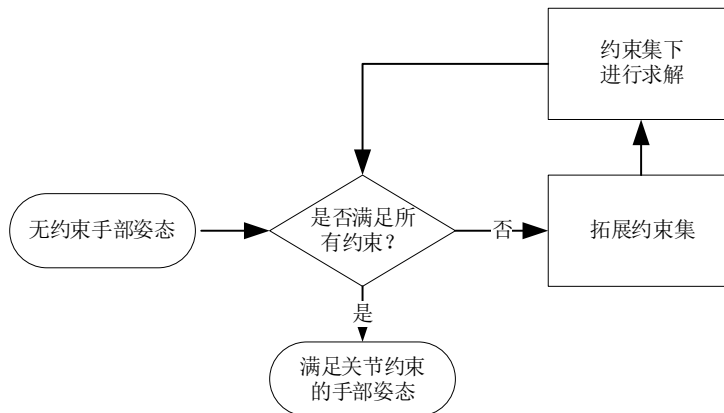 约束集下
进行求解
无约束手部姿态
是否满足所
有约束？
否
拓展约束集
是
满足关节约束
的手部姿态